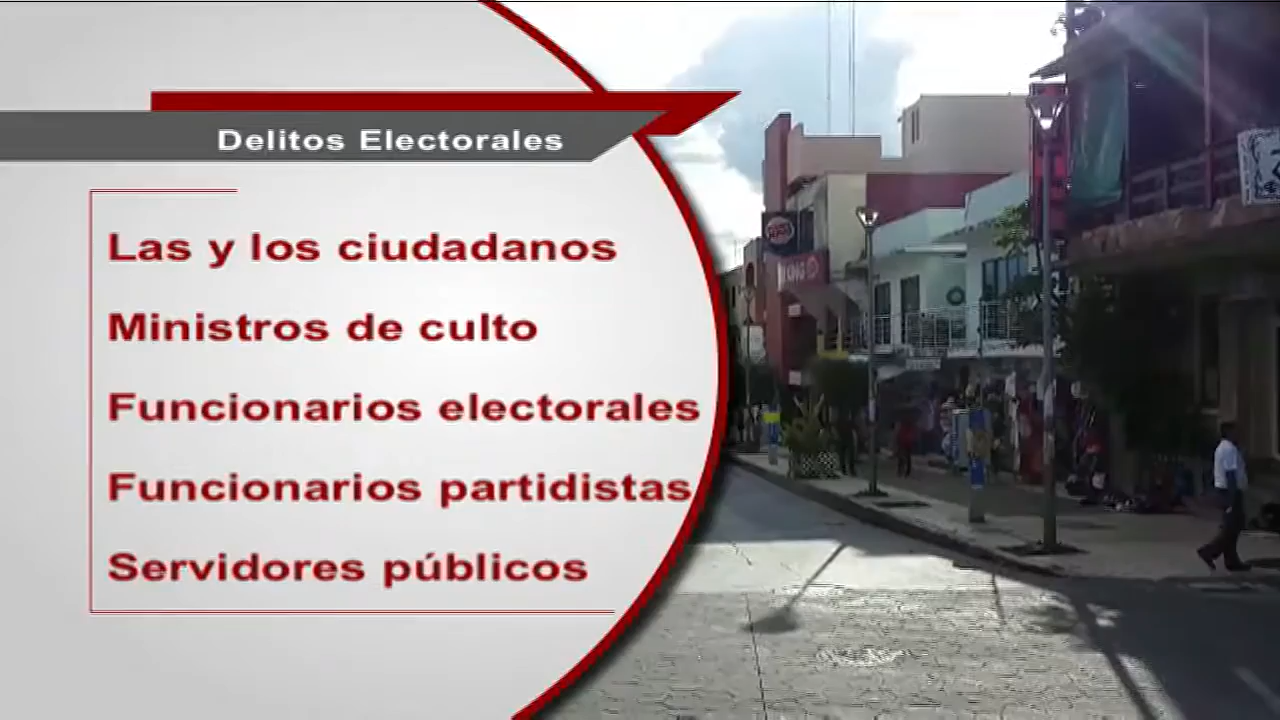 Delitos Electorales
Las y los ciudadanos
Ministros de culto
Funcionarios electorales
Funcionarios partidistas
Servidores públicos